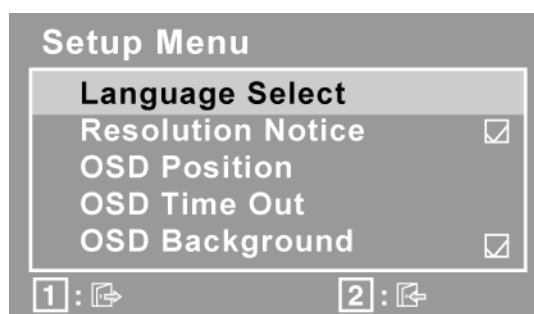 Setup Menu
Language Select
Resolution Notice
OSD Position
OSD Time Out
OSD Background
1: 2: